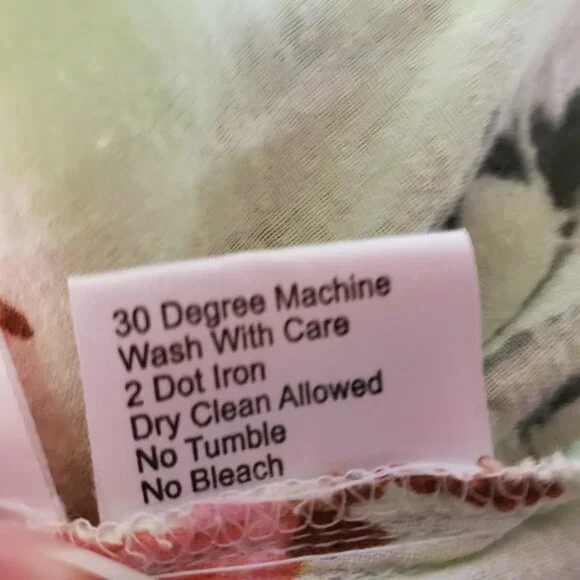 30 Degree Machine
Wash With Care
2 Dot Iron
Dry Clean Allowed
No Tumble
No Bleach